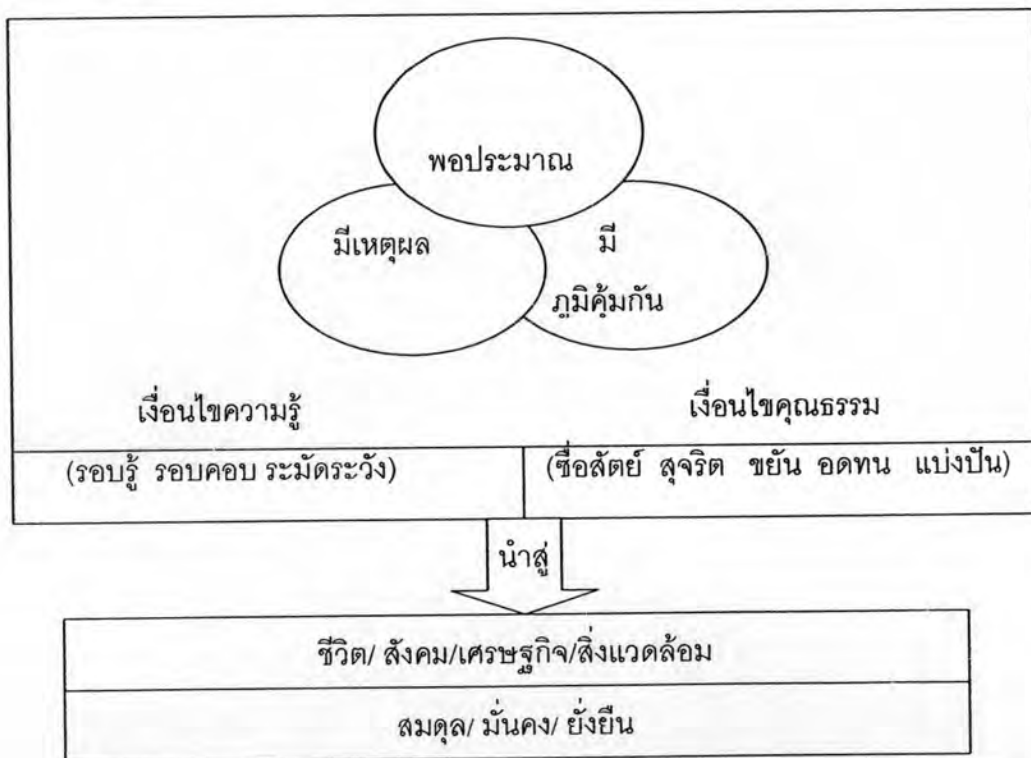 พอประมาณ
มีเหตุผล
มี
ภูมิคุ้มกัน
เงื่อนไขความรู้
เงื่อนไขคุณธรรม
(รอบรู้ รอบคอบ ระมัดระวัง)
(ซื่อสัตย์ สุจริต ขยัน อดทน แบ่งปัน)
นำสู่
ชีวิต/ สังคม/เศรษฐกิจ/สิ่งแวดล้อม
สมดุล/ มั่นคง/ ยั่งยืน